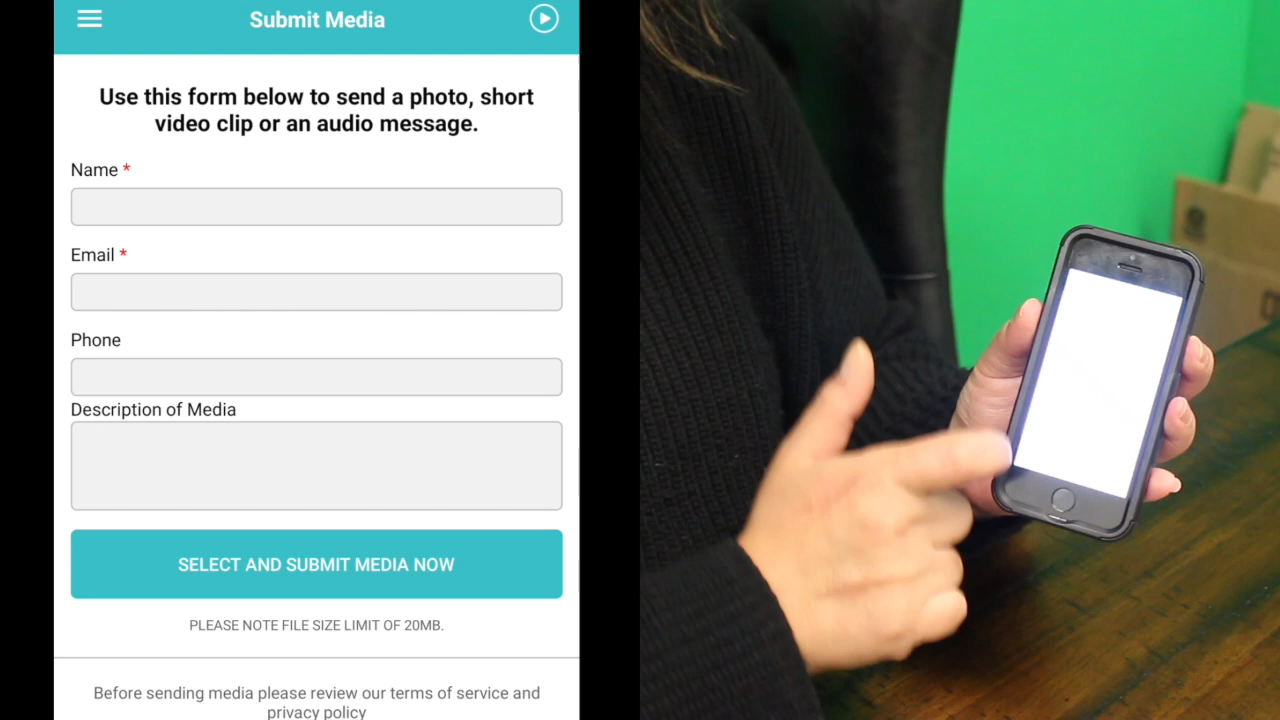 Submit Media
Use this form below to send a photo, short
video clip or an audio message.
Name *
Email *
Phone
Description of Media
SELECT AND SUBMIT MEDIA NOW
PLEASE NOTE FILE SIZE LIMIT OF 20MB.
Before sending media please review our terms of service and
privacy policy